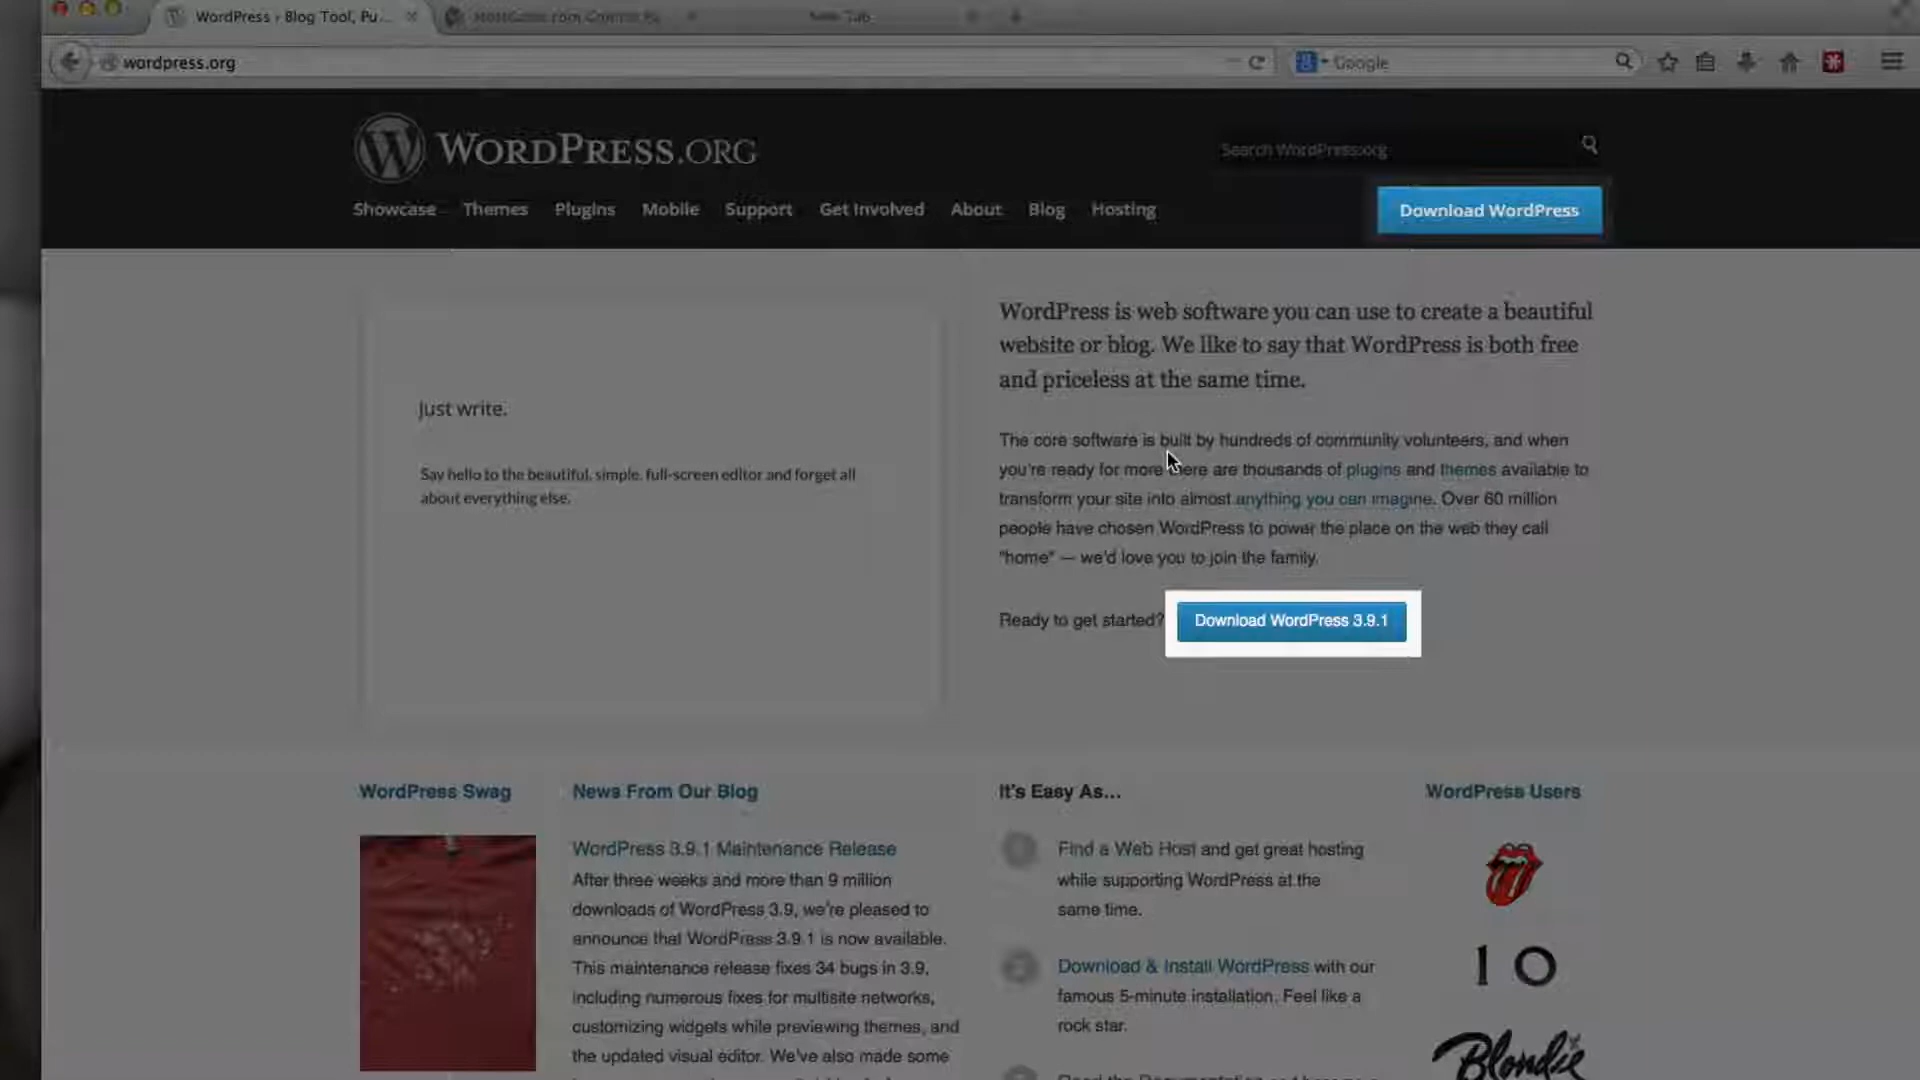 WordPress › Blog Tool, Pu...
HostGator.com Control Pa
New Tab
wordpress.org
Google
WORDPRESS.ORG
Search WordPress.org
Showcase Themes Plugins Mobile Support Get Involved About Blog Hosting
Download WordPress
Just write.
Say hello to the beautiful, simple, full-screen editor and forget all
about everything else.
WordPress is web software you can use to create a beautiful
website or blog. We like to say that WordPress is both free
and priceless at the same time.
The core software is built by hundreds of community volunteers, and when
you're ready for more there are thousands of plugins and themes available to
transform your site into almost anything you can imagine. Over 60 million
people have chosen WordPress to power the place on the web they call
"home" — we'd love you to join the family.
Ready to get started? Download WordPress 3.9.1
WordPress Swag
News From Our Blog
WordPress 3.9.1 Maintenance Release
After three weeks and more than 9 million
downloads of WordPress 3.9, we're pleased to
announce that WordPress 3.9.1 is now available.
This maintenance release fixes 34 bugs in 3.9,
including numerous fixes for multisite networks,
customizing widgets while previewing themes, and
the updated visual editor. We've also made some
It's Easy As...
Find a Web Host and get great hosting
while supporting WordPress at the
same time.
Download & Install WordPress with our
famous 5-minute installation. Feel like a
rock star.
WordPress Users
10
Blondie